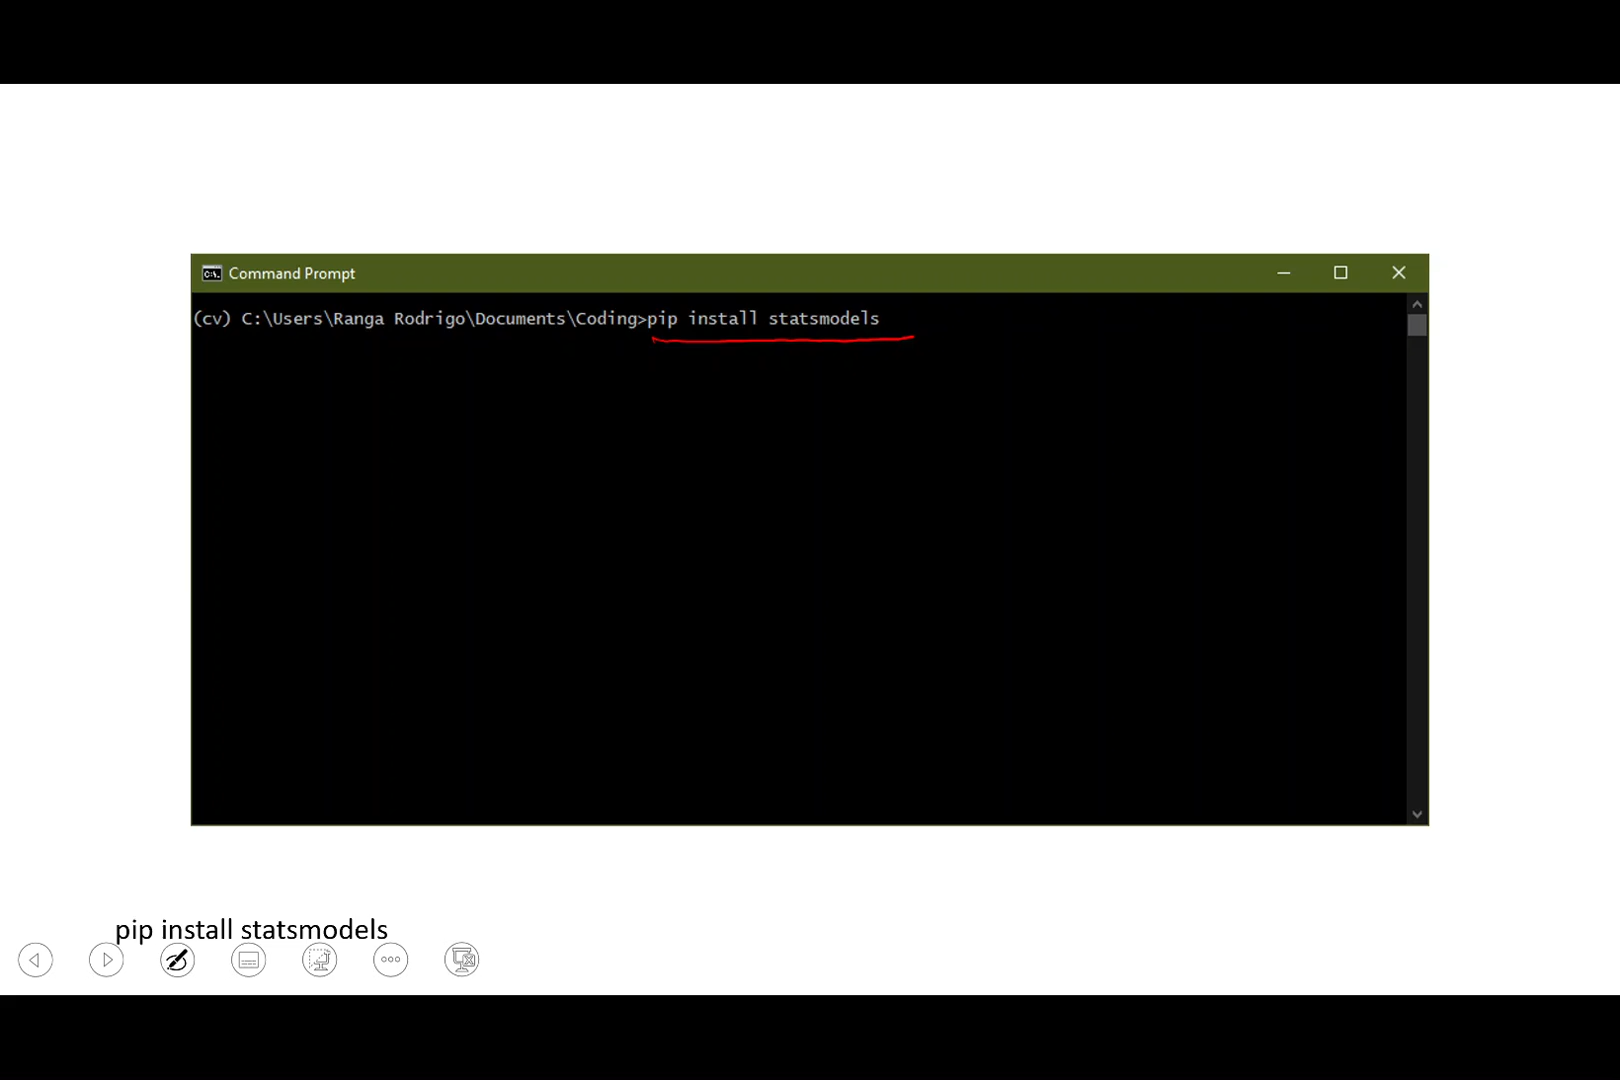 Command Prompt
(cv) C:\Users\Ranga Rodrigo\Documents\Coding>pip install statsmodels
pip install statsmodels